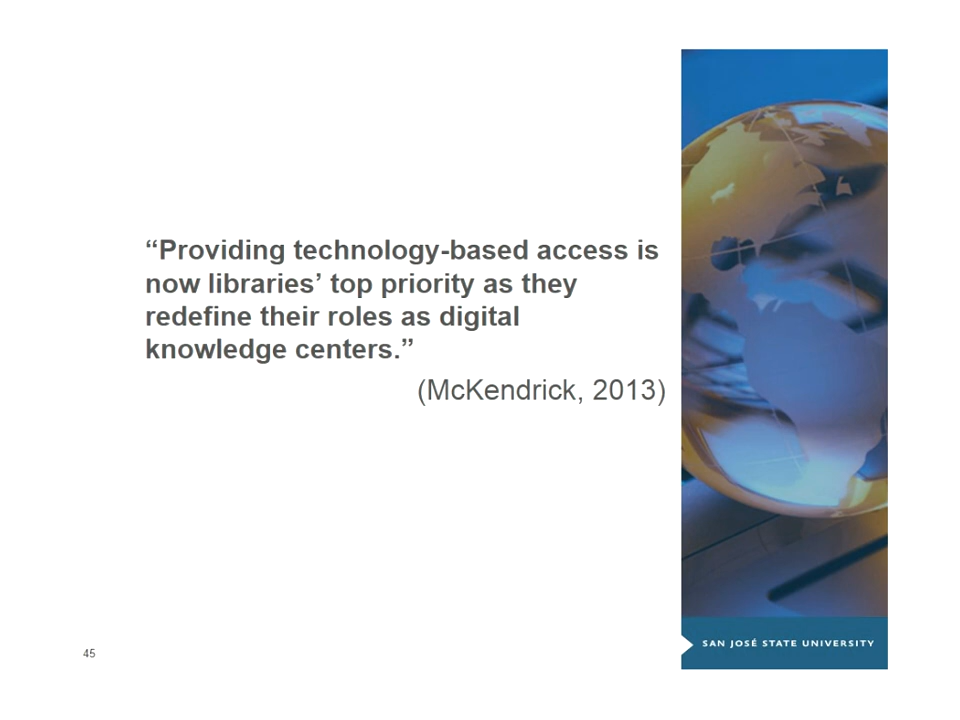 “Providing technology-based access is
now libraries’ top priority as they
redefine their roles as digital
knowledge centers.”
(McKendrick, 2013)
45
SAN JOSÉ STATE UNIVERSITY